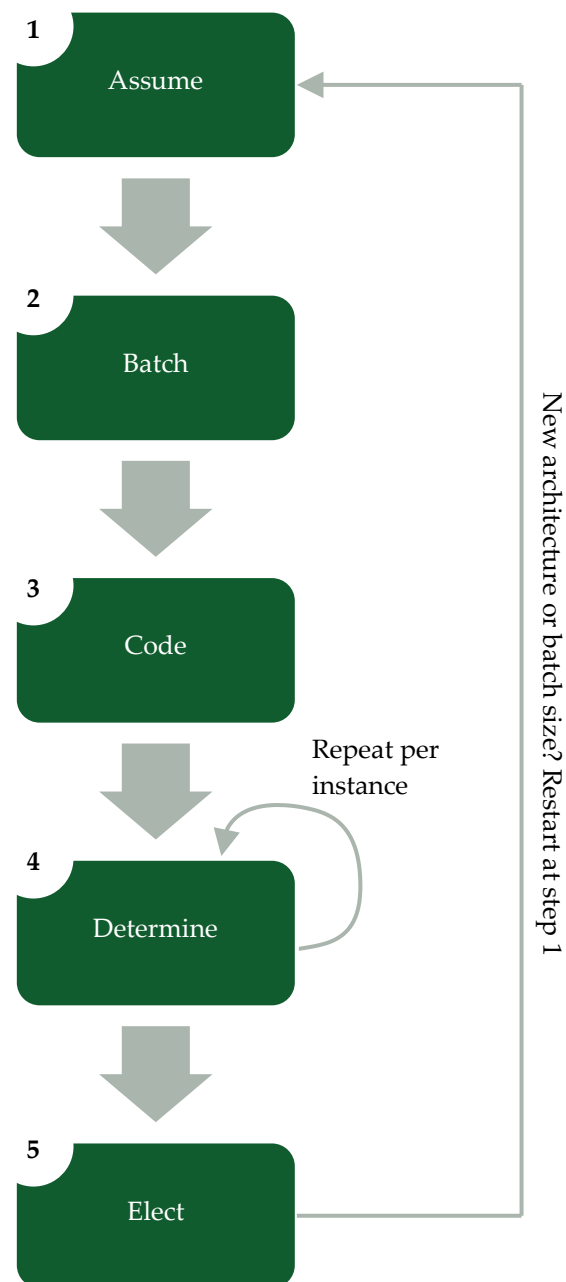 1
Assume
2
Batch
3
Code
Repeat per
instance
4
Determine
5
Elect
New architecture or batch size? Restart at step 1